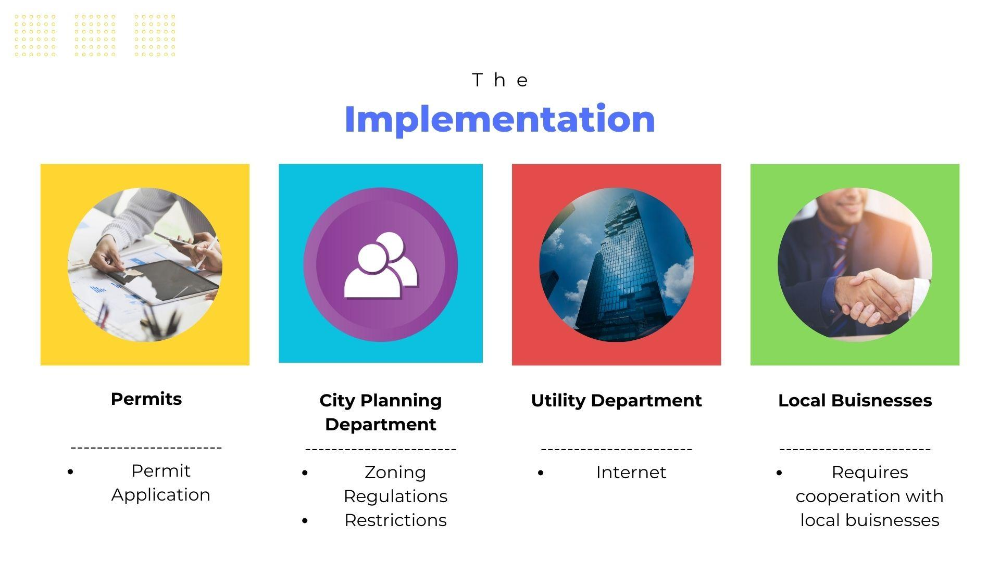 The
Implementation
Permits
-----------------------
• Permit
Application
City Planning
Department
-----------------------
• Zoning
Regulations
• Restrictions
Utility Department
-----------------------
• Internet
Local Buisnesses
-----------------------
• Requires
cooperation with
local buisnesses